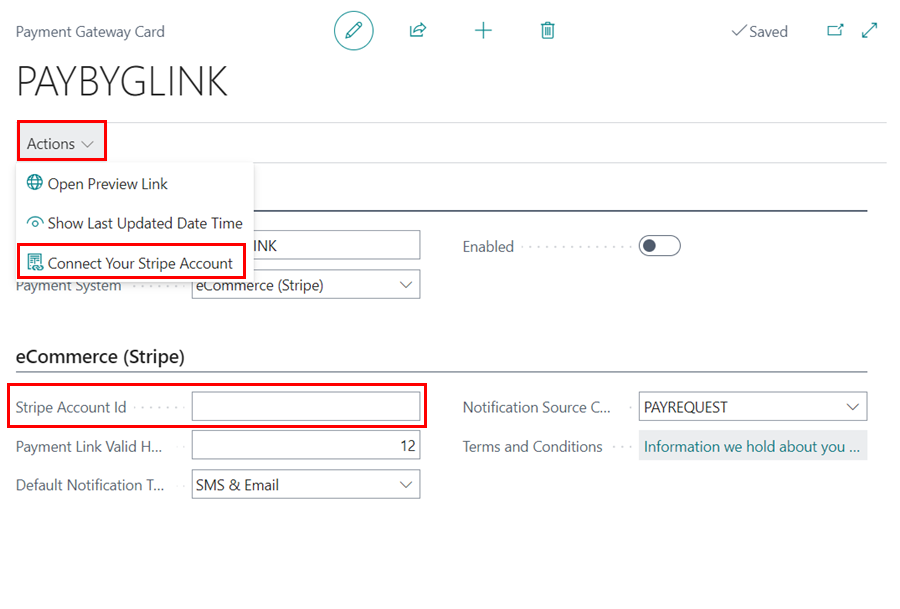 Payment Gateway Card
Saved
PAYBYGLINK
Actions
Open Preview Link
Show Last Updated Date Time
Connect Your Stripe Account
INK
Enabled
Payment System
eCommerce (Stripe)
eCommerce (Stripe)
Stripe Account Id
Notification Source C...
PAYREQUEST
Payment Link Valid H...
12
Terms and Conditions
Information we hold about you ...
Default Notification T...
SMS & Email